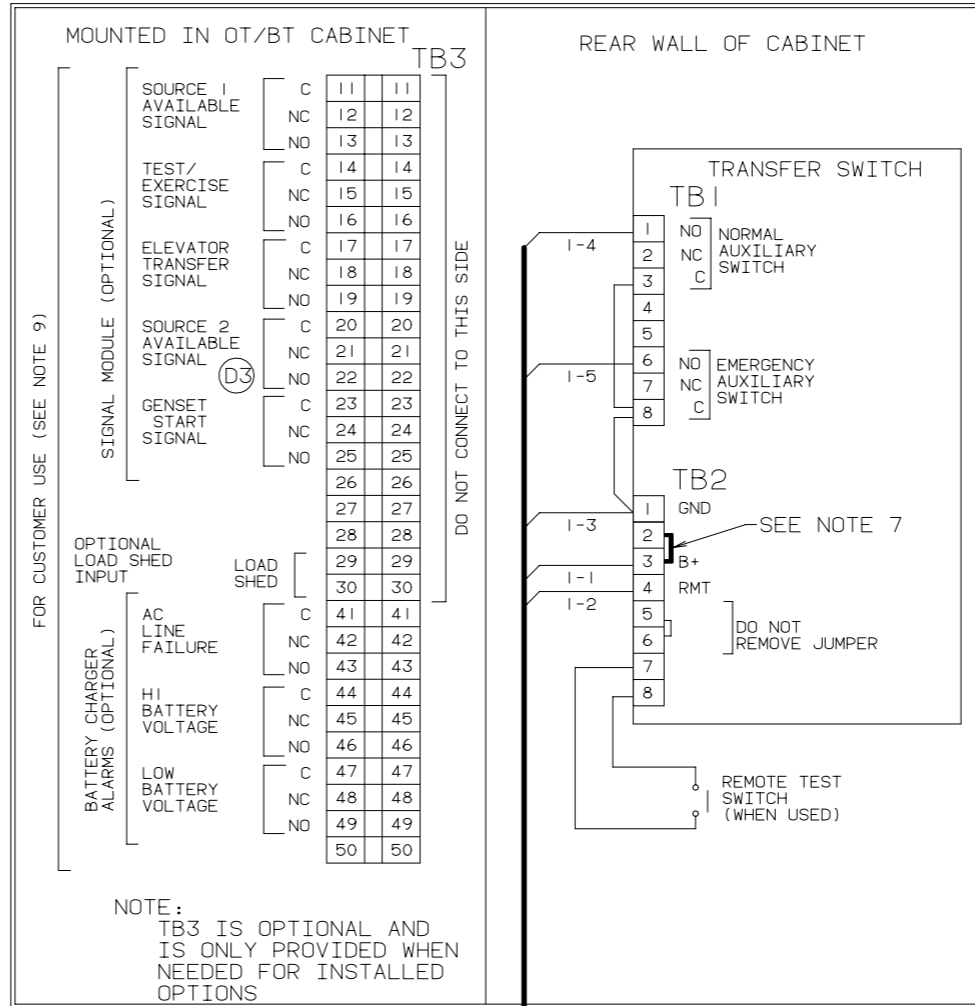 MOUNTED IN OT/BT CABINET
TB3
FOR CUSTOMER USE (SEE NOTE 9)
SIGNAL MODULE (OPTIONAL)
SOURCE 1
AVAILABLE
SIGNAL
C 11 11
NC 12 12
NO 13 13
TEST/
EXERCISE
SIGNAL
C 14 14
NC 15 15
NO 16 16
ELEVATOR
TRANSFER
SIGNAL
C 17 17
NC 18 18
NO 19 19
SOURCE 2
AVAILABLE
SIGNAL
D3
C 20 20
NC 21 21
NO 22 22
GENSET
START
SIGNAL
C 23 23
NC 24 24
NO 25 25
26 26
27 27
28 28
OPTIONAL
LOAD SHED
INPUT
LOAD
SHED
29 29
30 30
DO NOT CONNECT TO THIS SIDE
BATTERY CHARGER
ALARMS (OPTIONAL)
AC
LINE
FAILURE
C 41 41
NC 42 42
NO 43 43
HI
BATTERY
VOLTAGE
C 44 44
NC 45 45
NO 46 46
LOW
BATTERY
VOLTAGE
C 47 47
NC 48 48
NO 49 49
50 50
NOTE:
TB3 IS OPTIONAL AND
IS ONLY PROVIDED WHEN
NEEDED FOR INSTALLED
OPTIONS
REAR WALL OF CABINET
TRANSFER SWITCH
TB1
1-4
1 NO
2 NC
3 C
NORMAL
AUXILIARY
SWITCH
4
5
1-5
6 NO
7 NC
8 C
EMERGENCY
AUXILIARY
SWITCH
TB2
1-3
1 GND
2
SEE NOTE 7
1-1
3 B+
1-2
4 RMT
5
6
DO NOT
REMOVE JUMPER
7
8
REMOTE TEST
SWITCH
(WHEN USED)